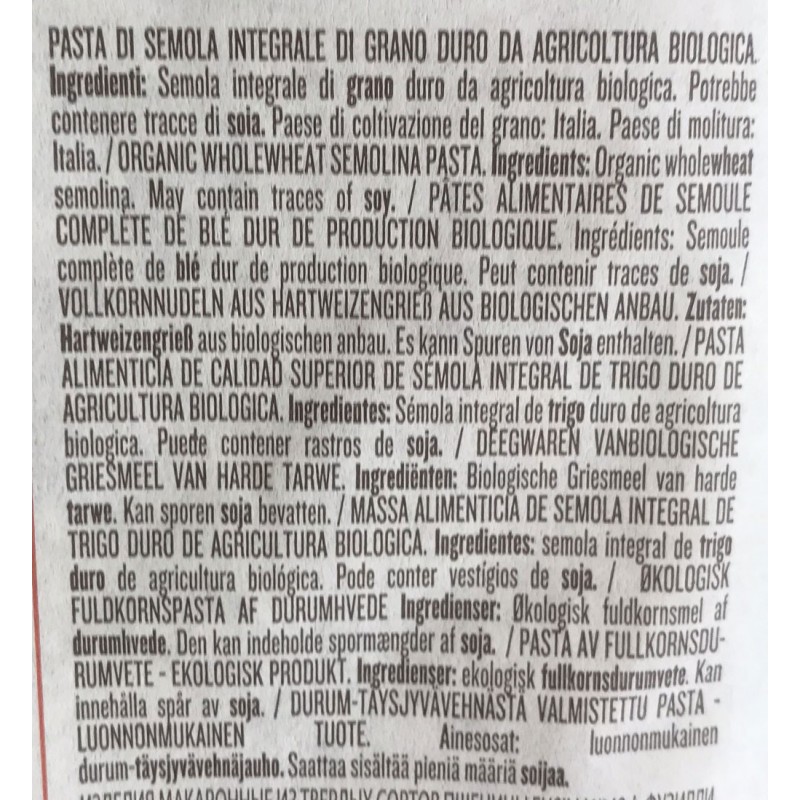 PASTA DI SEMOLA INTEGRALE DI GRANO DURO DA AGRICOLTURA BIOLOGICA.
Ingredienti: Semola integrale di grano duro da agricoltura biologica. Potrebbe
contenere tracce di soia. Paese di coltivazione del grano: Italia. Paese di molitura:
Italia. / ORGANIC WHOLEWHEAT SEMOLINA PASTA. Ingredients: Organic wholewheat
semolina. May contain traces of soy. / PÂTES ALIMENTAIRES DE SEMOULE
COMPLÈTE DE BLÉ DUR DE PRODUCTION BIOLOGIQUE. Ingrédients: Semoule
complète de blé dur de production biologique. Peut contenir traces de soja. /
VOLLKORNNUDELN AUS HARTWEIZENGRIEß AUS BIOLOGISCHEN ANBAU. Zutaten:
Hartweizengrieß aus biologischen anbau. Es kann Spuren von Soja enthalten. / PASTA
ALIMENTICIA DE CALIDAD SUPERIOR DE SÉMOLA INTEGRAL DE TRIGO DURO DE
AGRICULTURA BIOLOGICA. Ingredientes: Sémola integral de trigo duro de agricoltura
biologica. Puede contener rastros de soja. / DEEGWAREN VANBIOLOGISCHE
GRIESMEEL VAN HARDE TARWE. Ingrediënten: Biologische Griesmeel van harde
tarwe. Kan sporen soja bevatten. / MASSA ALIMENTICIA DE SEMOLA INTEGRAL DE
TRIGO DURO DE AGRICULTURA BIOLÓGICA. Ingredientes: semola integral de trigo
duro de agricultura biológica. Pode conter vestígios de soja. / ØKOLOGISK
FULDKORNSPASTA AF DURUMHVEDE Ingredienser: Økologisk fuldkornsmel af
durumhvede. Den kan indeholde spormængder af soja. / PASTA AV FULLKORNSDU-
RUMVETE - EKOLOGISK PRODUKT. Ingredienser: ekologisk fullkornsdurumvete. Kan
innehålla spår av soja. / DURUM-TÄYSJYVÄVEHNÄSTÄ VALMISTETTU PASTA -
LUONNONMUKAINEN TUOTE. Ainesosat: luonnonmukainen
durum-täysjyvävehnäjauho. Saattaa sisältää pieniä määriä soijaa.
ИЗДЕЛИЯ МАКАРОННЫЕ ИЗ ТВЕРДЫХ СОРТОВ